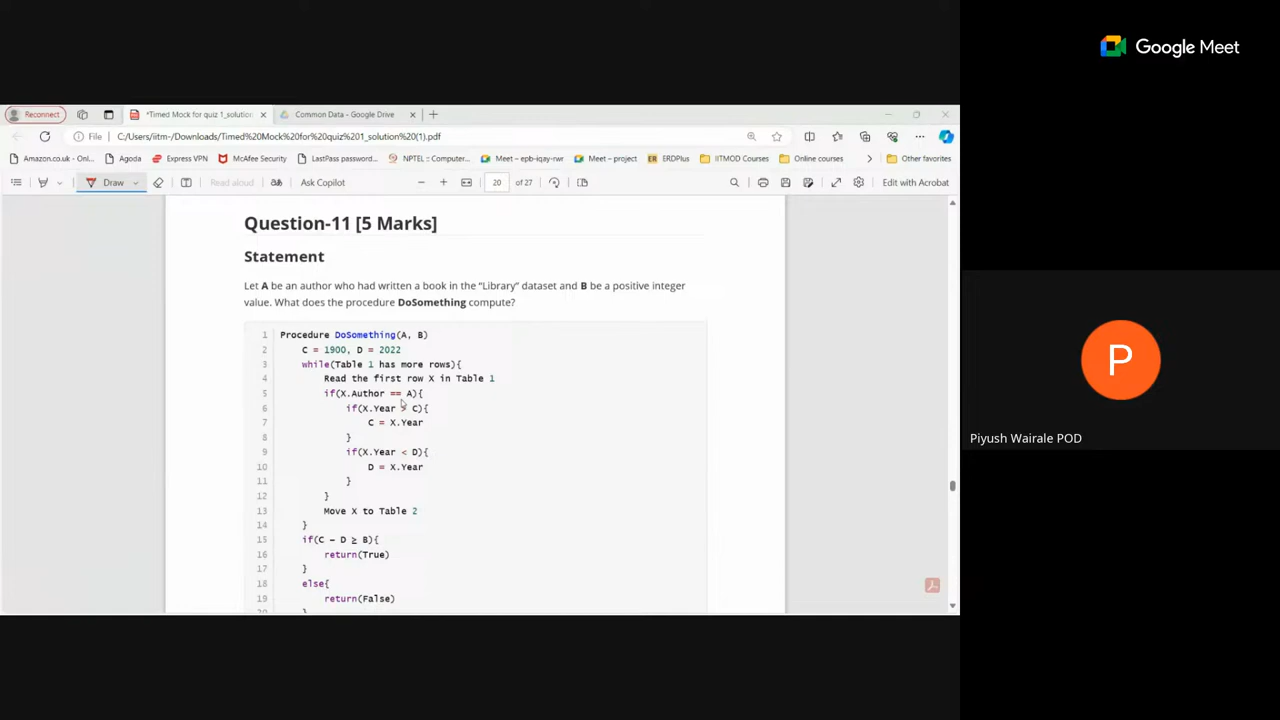 Google Meet
Reconnect
*Timed Mock for quiz 1_solution
Common Data - Google Drive
File
C:/Users/iitm-/Downloads/Timed%20Mock%20for%20quiz%201_solution%20(1).pdf
Amazon.co.uk - Onl...
Agoda
Express VPN
McAfee Security
LastPass password...
NPTEL :: Computer...
Meet – epb-iqay-rwr
Meet – project
ER ERDPlus
IITMOD Courses
Online courses
Other favorites
Draw
Read aloud
Ask Copilot
20 of 27
Edit with Acrobat
Question-11 [5 Marks]
Statement
Let A be an author who had written a book in the “Library” dataset and B be a positive integer
value. What does the procedure DoSomething compute?
1 Procedure DoSomething(A, B)
2 C = 1900, D = 2022
3 while(Table 1 has more rows){
4 Read the first row X in Table 1
5 if(X.Author == A){
6 if(X.Year > C){
7 C = X.Year
8 }
9 if(X.Year < D){
10 D = X.Year
11 }
12 }
13 Move X to Table 2
14 }
15 if(C - D ≥ B){
16 return(True)
17 }
18 else{
19 return(False)
P
Piyush Wairale POD